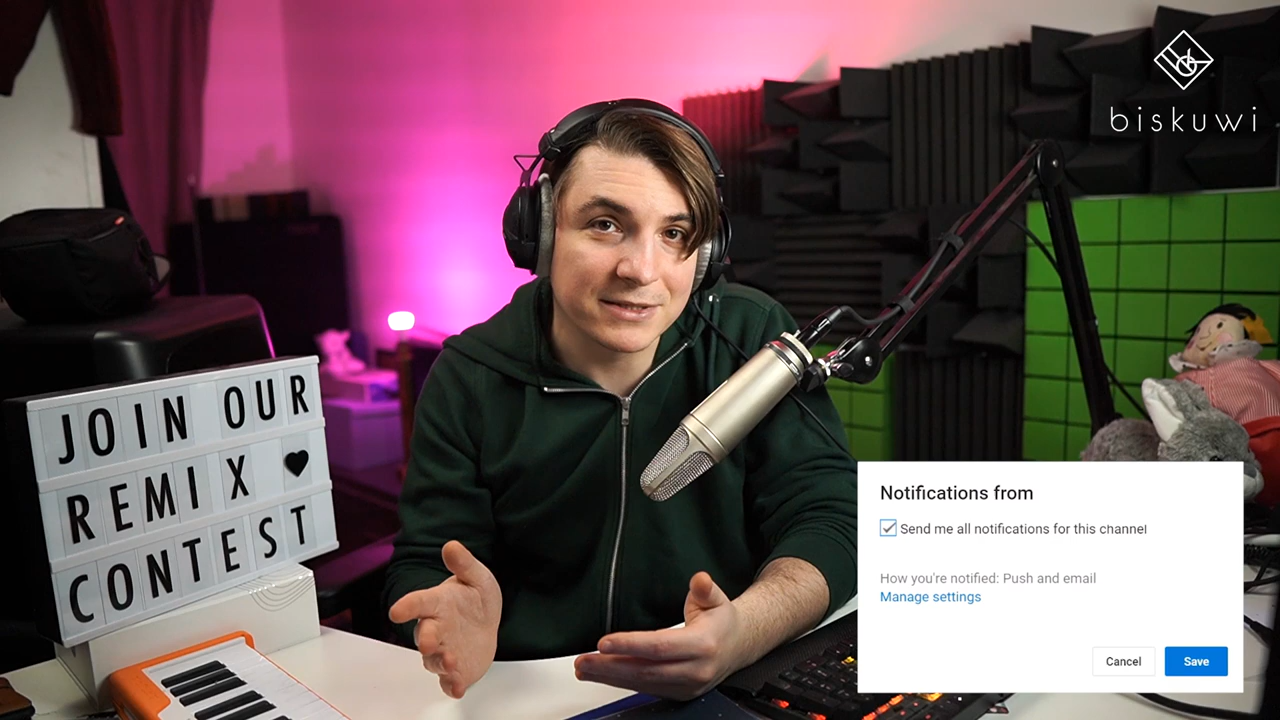 biskuwi
JOIN OUR
REMIX ♥
CONTEST
Notifications from
Send me all notifications for this channel
How you're notified: Push and email
Manage settings
Cancel
Save